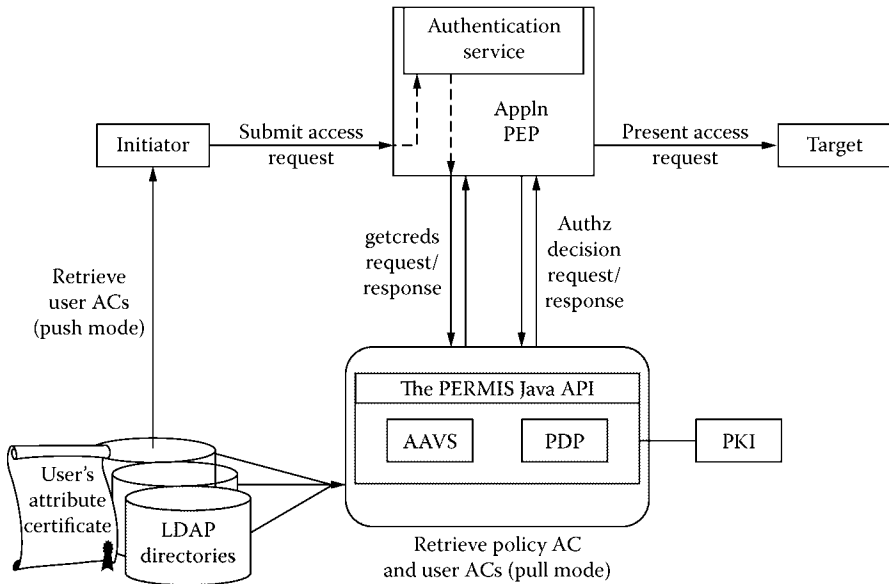 Authentication
service
Appln
PEP
Initiator
Submit access
request
Present access
request
Target
getcreds
request/
response
Authz
decision
request/
response
Retrieve
user ACs
(push mode)
The PERMIS Java API
AAVS
PDP
PKI
User's
attribute
certificate
LDAP
directories
Retrieve policy AC
and user ACs (pull mode)